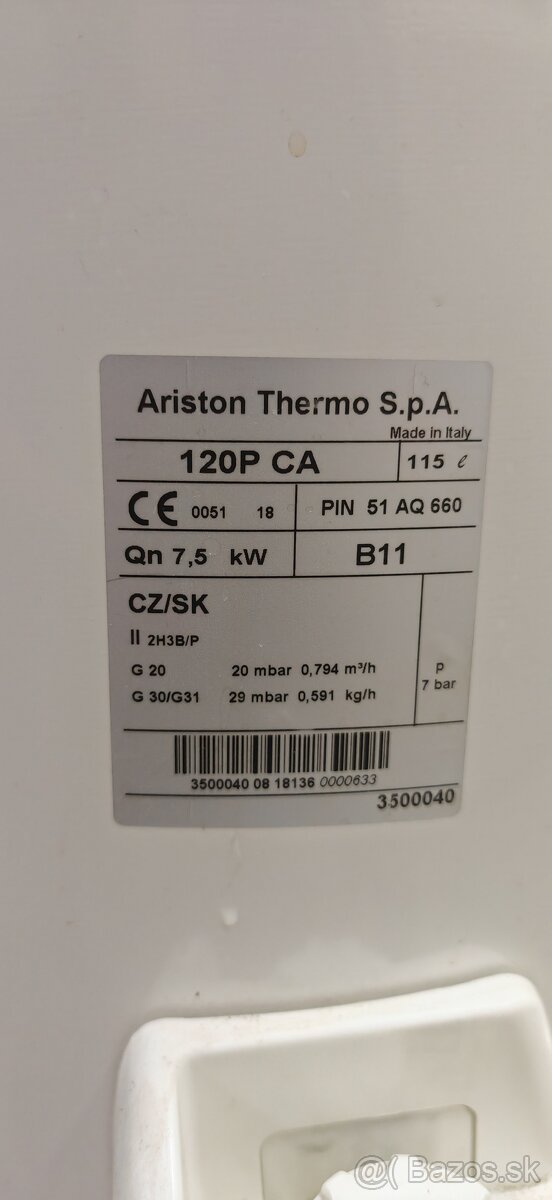 Ariston Thermo S.p.A.
Made in Italy
120P CA 115 ℓ
CE 0051 18 PIN 51 AQ 660
Qn 7,5 kW B11
CZ/SK
II 2H3B/P
G 20 20 mbar 0,794 m³/h
G 30/G31 29 mbar 0,591 kg/h
p
7 bar
3500040 08 18136 0000633
3500040
@( Bazos.sk